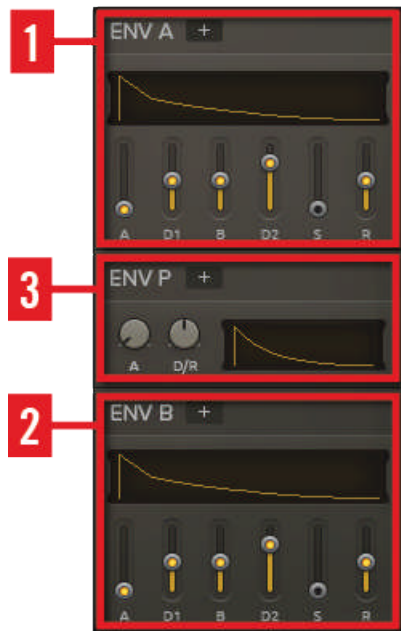 1
ENV A +
A D1 B D2 S R
3
ENV P +
A D/R
2
ENV B +
A D1 B D2 S R